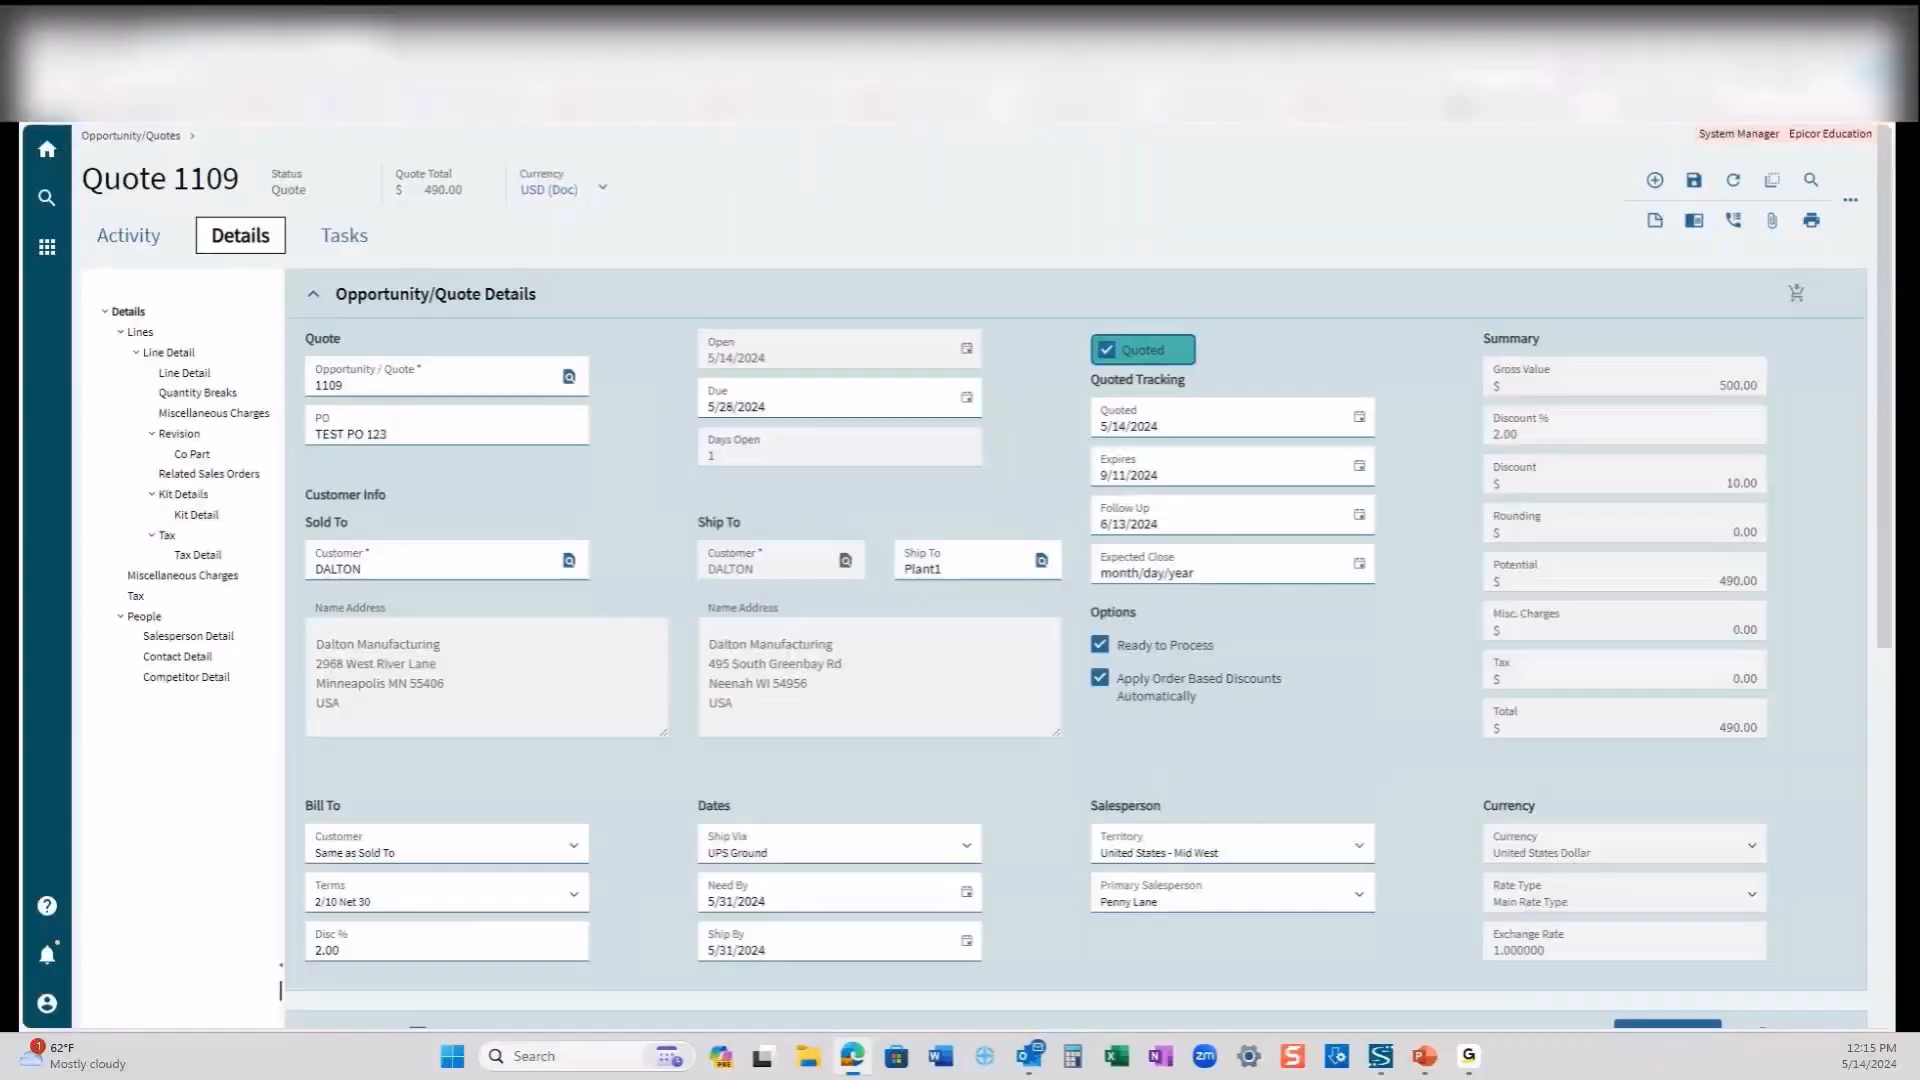 Opportunity/Quotes
System Manager Epicor Education
Quote 1109
Status
Quote
Quote Total
$ 490.00
Currency
USD (Doc)
Activity
Details
Tasks
Details
Lines
Line Detail
Line Detail
Quantity Breaks
Miscellaneous Charges
Revision
Co Part
Related Sales Orders
Kit Details
Kit Detail
Tax
Tax Detail
Miscellaneous Charges
Tax
People
Salesperson Detail
Contact Detail
Competitor Detail
Opportunity/Quote Details
Quote
Opportunity / Quote *
1109
PO
TEST PO 123
Open
5/14/2024
Due
5/28/2024
Days Open
1
Quoted
Quoted Tracking
Quoted
5/14/2024
Expires
9/11/2024
Follow Up
6/13/2024
Expected Close
month/day/year
Options
Ready to Process
Apply Order Based Discounts
Automatically
Summary
Gross Value
$ 500.00
Discount %
2.00
Discount
$ 10.00
Rounding
$ 0.00
Potential
$ 490.00
Misc. Charges
$ 0.00
Tax
$ 0.00
Total
$ 490.00
Customer Info
Sold To
Customer *
DALTON
Name Address
Dalton Manufacturing
2968 West River Lane
Minneapolis MN 55406
USA
Ship To
Customer *
DALTON
Ship To
Plant1
Name Address
Dalton Manufacturing
495 South Greenbay Rd
Neenah WI 54956
USA
Bill To
Customer
Same as Sold To
Terms
2/10 Net 30
Disc %
2.00
Dates
Ship Via
UPS Ground
Need By
5/31/2024
Ship By
5/31/2024
Salesperson
Territory
United States - Mid West
Primary Salesperson
Penny Lane
Currency
Currency
United States Dollar
Rate Type
Main Rate Type
Exchange Rate
1.000000
1
62°F
Mostly cloudy
Search
PRE
zm
12:15 PM
5/14/2024